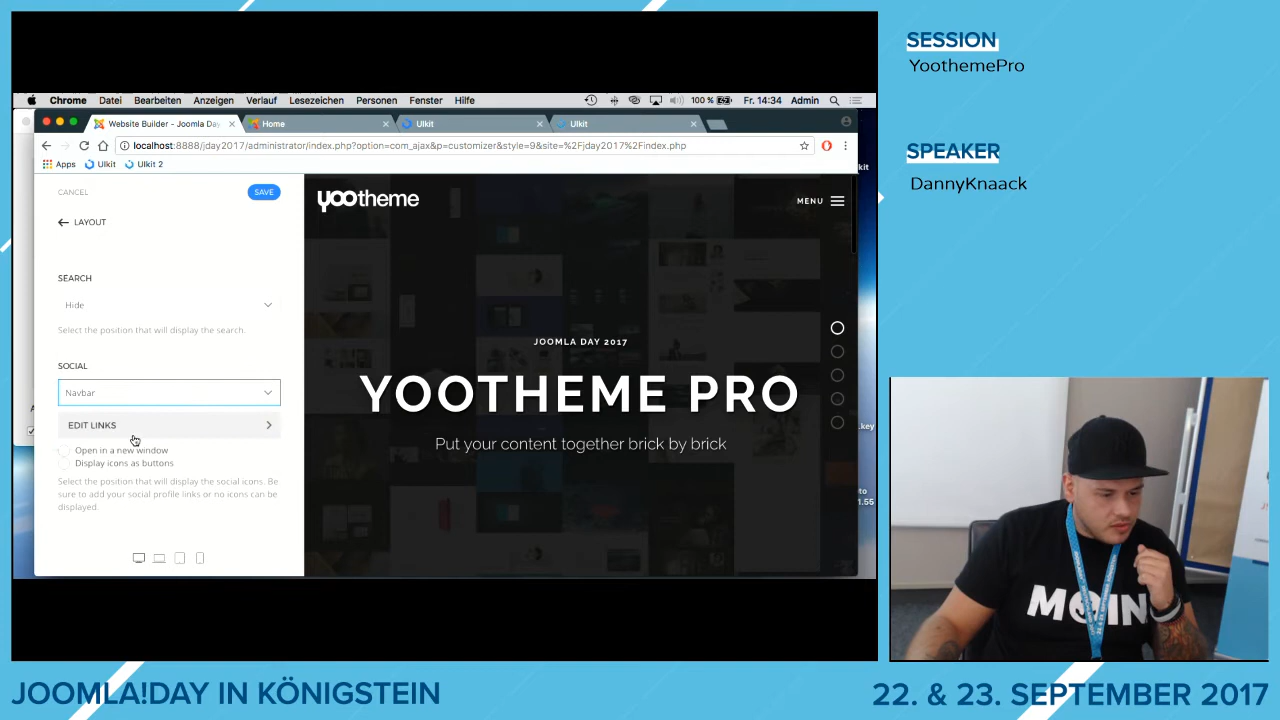 SESSION
YoothemePro
SPEAKER
DannyKnaack
Chrome Datei Bearbeiten Anzeigen Verlauf Lesezeichen Personen Fenster Hilfe 100 % Fr. 14:34 Admin
Website Builder - Joomla Day Home UIkit UIkit
localhost:8888/jday2017/administrator/index.php?option=com_ajax&p=customizer&style=9&site=%2Fjday2017%2Findex.php
Apps UIkit UIkit 2
CANCEL SAVE
LAYOUT
SEARCH
Hide
Select the position that will display the search.
SOCIAL
Navbar
EDIT LINKS
Open in a new window
Display icons as buttons
Select the position that will display the social icons. Be
sure to add your social profile links or no icons can be
displayed.
yootheme
MENU
JOOMLA DAY 2017
YOOTHEME PRO
Put your content together brick by brick
kit
.key
1.55
MOIN
JOOMLA!DAY IN KÖNIGSTEIN
22. & 23. SEPTEMBER 2017